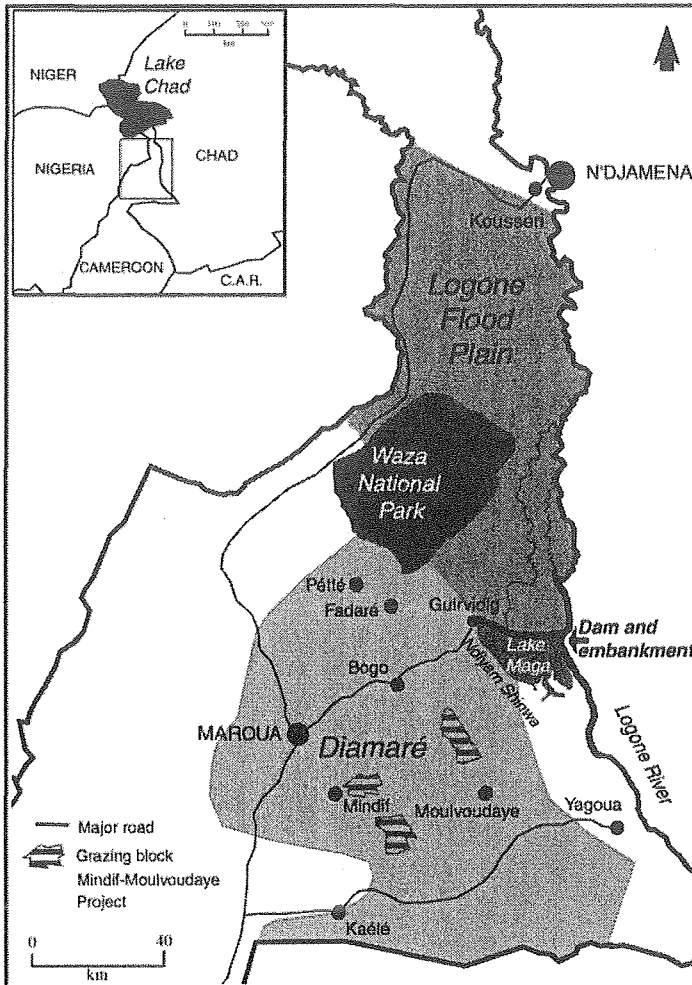 km
NIGER
Lake
Chad
NIGERIA
CHAD
CAMEROON
C.A.R.
N'DJAMENA
Kousseri
Logone
Flood
Plain
Waza
National
Park
Pétté
Fadaré
Guirvidig
Dam and
embankment
Lake
Maga
Bogo
MAROUA
Diamaré
Logone River
Mindif
Moulvoudaye
Yagoua
Major road
Grazing block
Mindif-Moulvoudaye
Project
Kaélé
0 40
km